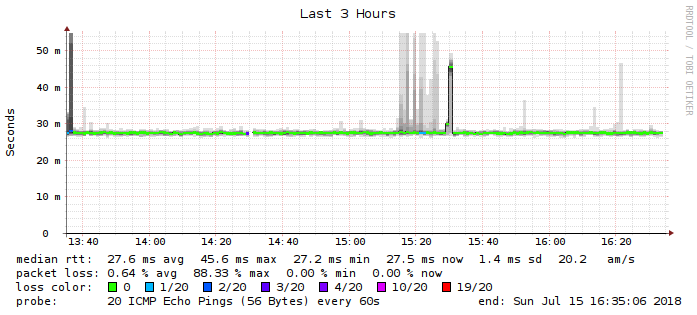 Last 3 Hours
RRDTOOL / TOBI OETIKER
Seconds
50 m
40 m
30 m
20 m
10 m
0
13:40 14:00 14:20 14:40 15:00 15:20 15:40 16:00 16:20
median rtt: 27.6 ms avg 45.6 ms max 27.2 ms min 27.5 ms now 1.4 ms sd 20.2 am/s
packet loss: 0.64 % avg 88.33 % max 0.00 % min 0.00 % now
loss color: 0 1/20 2/20 3/20 4/20 10/20 19/20
probe: 20 ICMP Echo Pings (56 Bytes) every 60s end: Sun Jul 15 16:35:06 2018